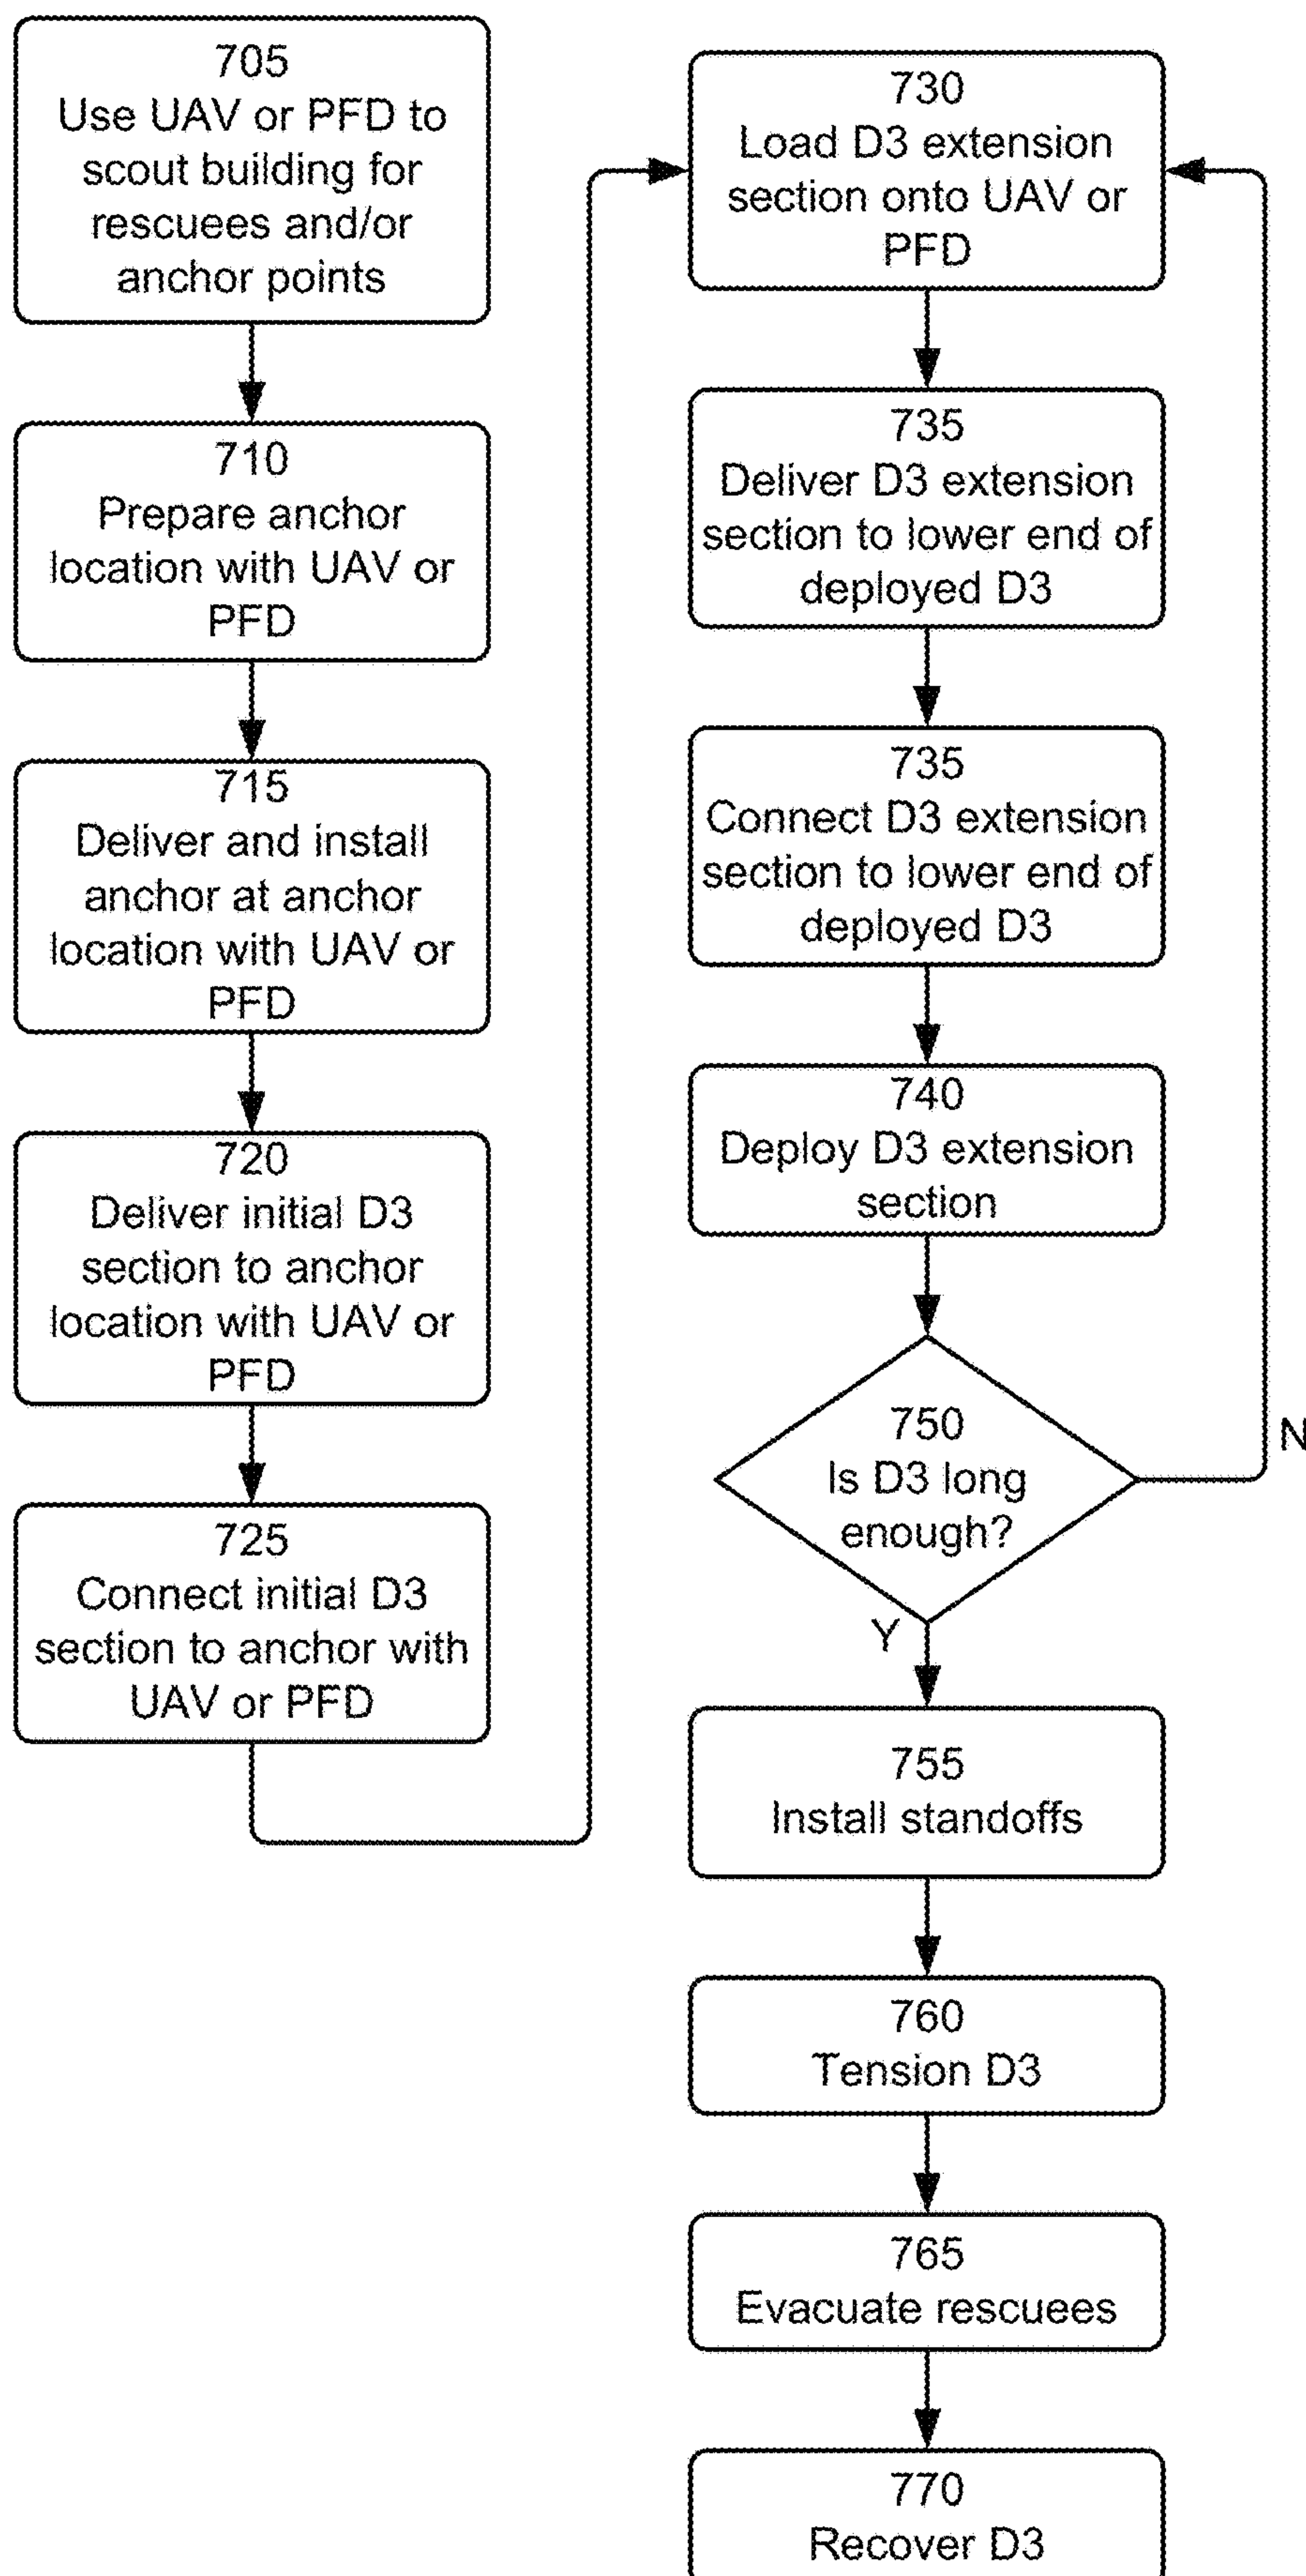 705
Use UAV or PFD to
scout building for
rescuees and/or
anchor points
710
Prepare anchor
location with UAV or
PFD
715
Deliver and install
anchor at anchor
location with UAV or
PFD
720
Deliver initial D3
section to anchor
location with UAV or
PFD
725
Connect initial D3
section to anchor with
UAV or PFD
730
Load D3 extension
section onto UAV or
PFD
735
Deliver D3 extension
section to lower end of
deployed D3
735
Connect D3 extension
section to lower end of
deployed D3
740
Deploy D3 extension
section
750
Is D3 long
enough?
N
Y
755
Install standoffs
760
Tension D3
765
Evacuate rescuees
770
Recover D3